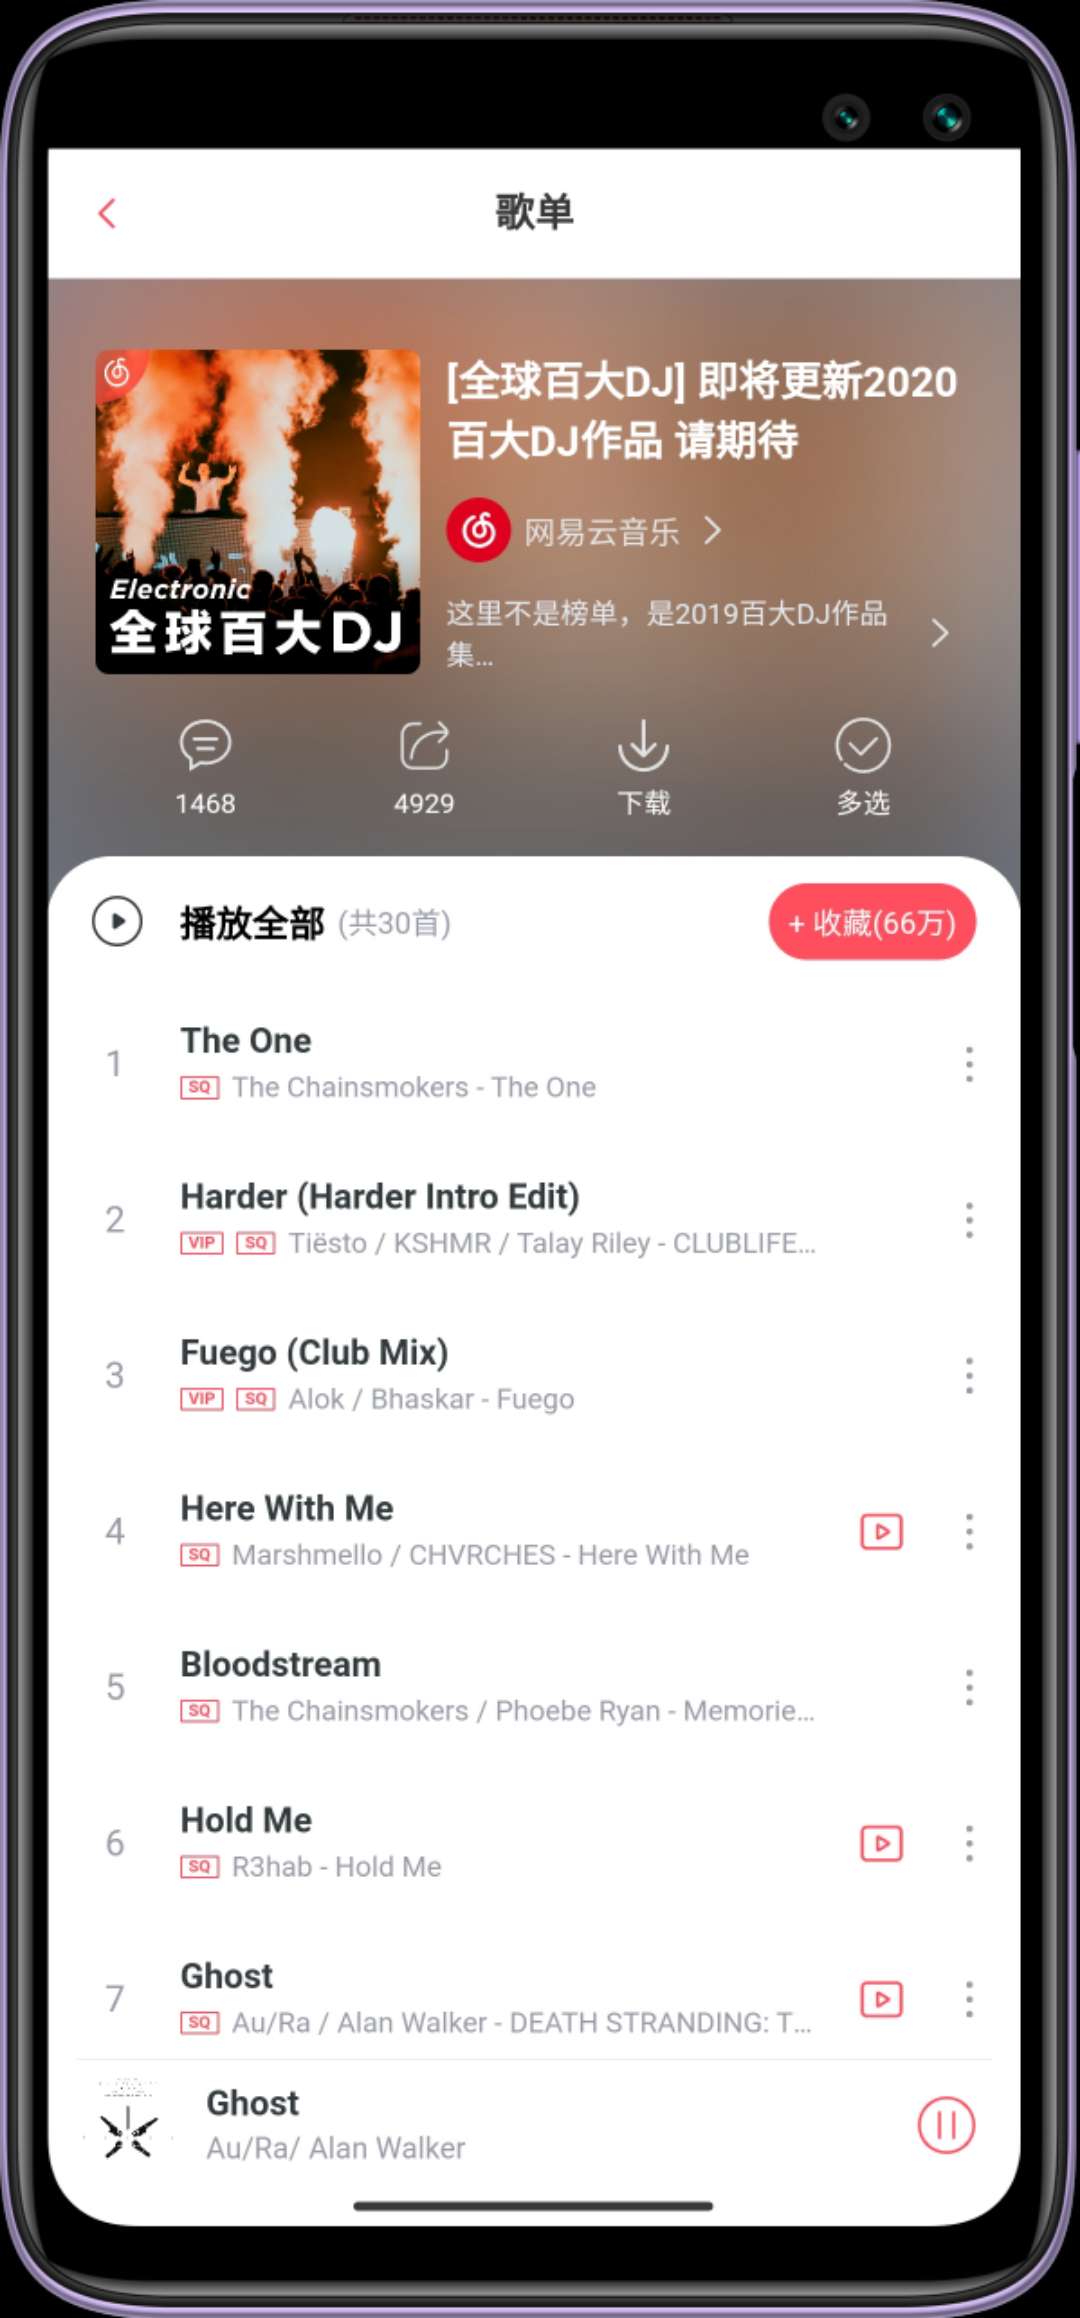 歌单
[全球百大DJ] 即将更新2020
百大DJ作品 请期待
网易云音乐
这里不是榜单，是2019百大DJ作品
集...
Electronic
全球百大DJ
1468
4929
下载
多选
播放全部 (共30首)
+ 收藏(66万)
1
The One
SQ The Chainsmokers - The One
2
Harder (Harder Intro Edit)
VIP SQ Tiësto / KSHMR / Talay Riley - CLUBLIFE...
3
Fuego (Club Mix)
VIP SQ Alok / Bhaskar - Fuego
4
Here With Me
SQ Marshmello / CHVRCHES - Here With Me
5
Bloodstream
SQ The Chainsmokers / Phoebe Ryan - Memorie...
6
Hold Me
SQ R3hab - Hold Me
7
Ghost
SQ Au/Ra / Alan Walker - DEATH STRANDING: T...
Ghost
Au/Ra/ Alan Walker